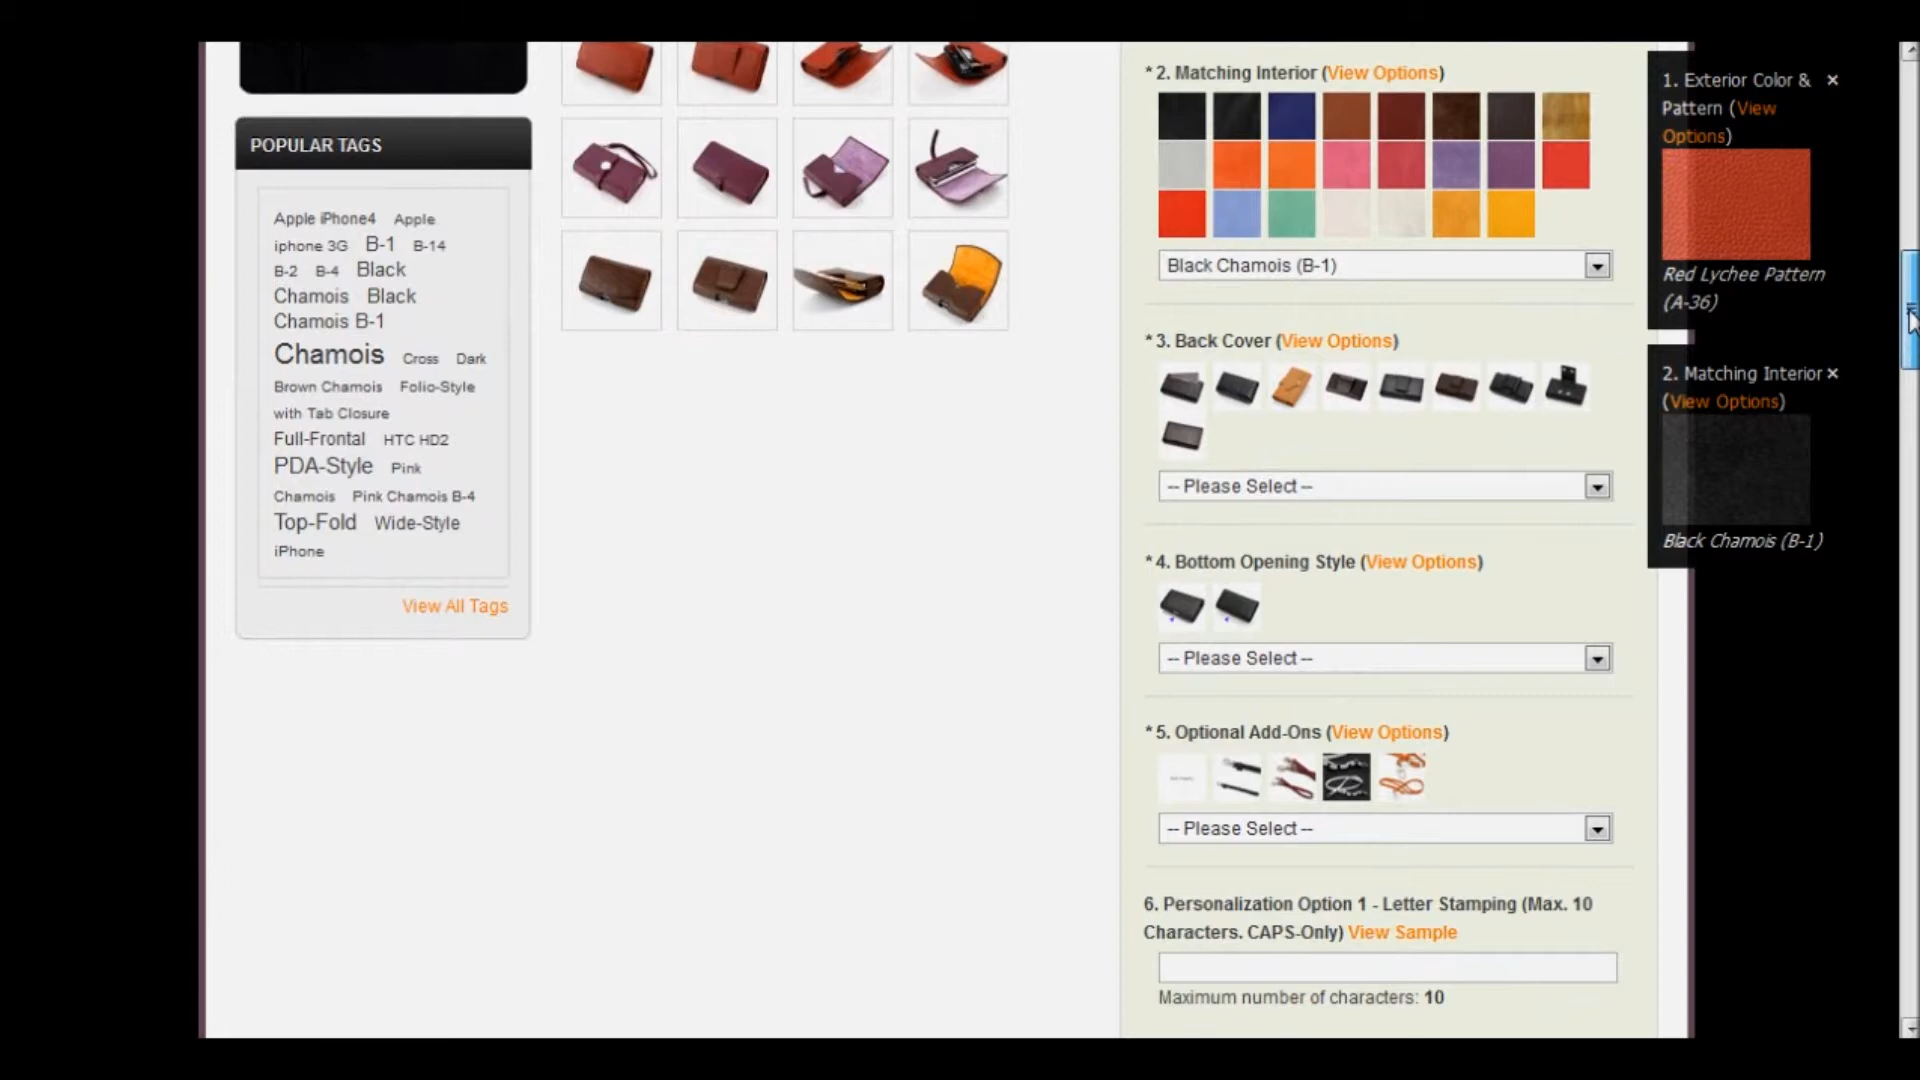 POPULAR TAGS
Apple iPhone4 Apple
iphone 3G B-1 B-14
B-2 B-4 Black
Chamois Black
Chamois B-1
Chamois Cross Dark
Brown Chamois Folio-Style
with Tab Closure
Full-Frontal HTC HD2
PDA-Style Pink
Chamois Pink Chamois B-4
Top-Fold Wide-Style
iPhone
View All Tags
* 2. Matching Interior (View Options)
Black Chamois (B-1)
* 3. Back Cover (View Options)
-- Please Select --
* 4. Bottom Opening Style (View Options)
-- Please Select --
* 5. Optional Add-Ons (View Options)
-- Please Select --
6. Personalization Option 1 - Letter Stamping (Max. 10
Characters. CAPS-Only) View Sample
Maximum number of characters: 10
1. Exterior Color & ×
Pattern (View
Options)
Red Lychee Pattern
(A-36)
2. Matching Interior ×
(View Options)
Black Chamois (B-1)